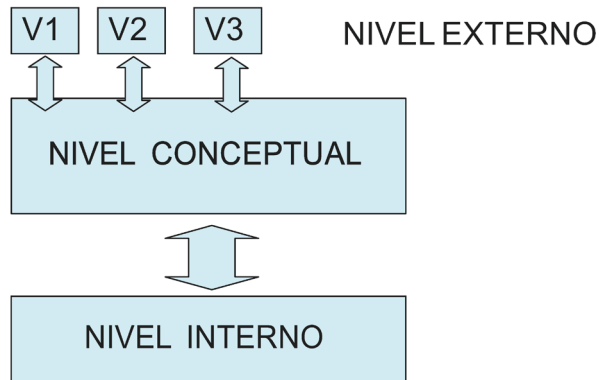 V1 V2 V3 NIVEL EXTERNO
NIVEL CONCEPTUAL
NIVEL INTERNO